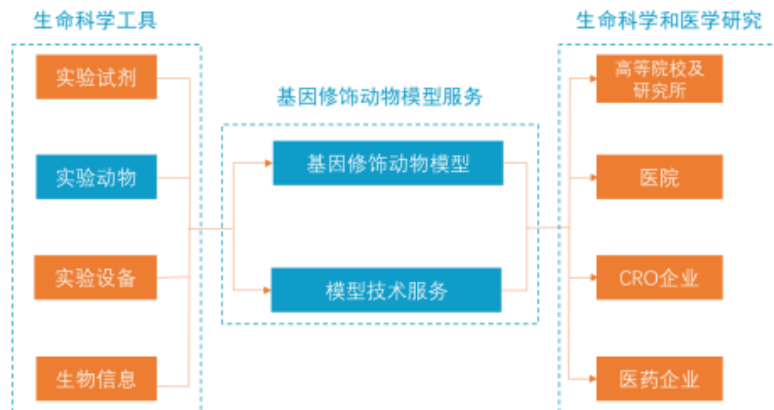 生命科学工具
实验试剂
实验动物
实验设备
生物信息
基因修饰动物模型服务
基因修饰动物模型
模型技术服务
生命科学和医学研究
高等院校及
研究所
医院
CRO企业
医药企业